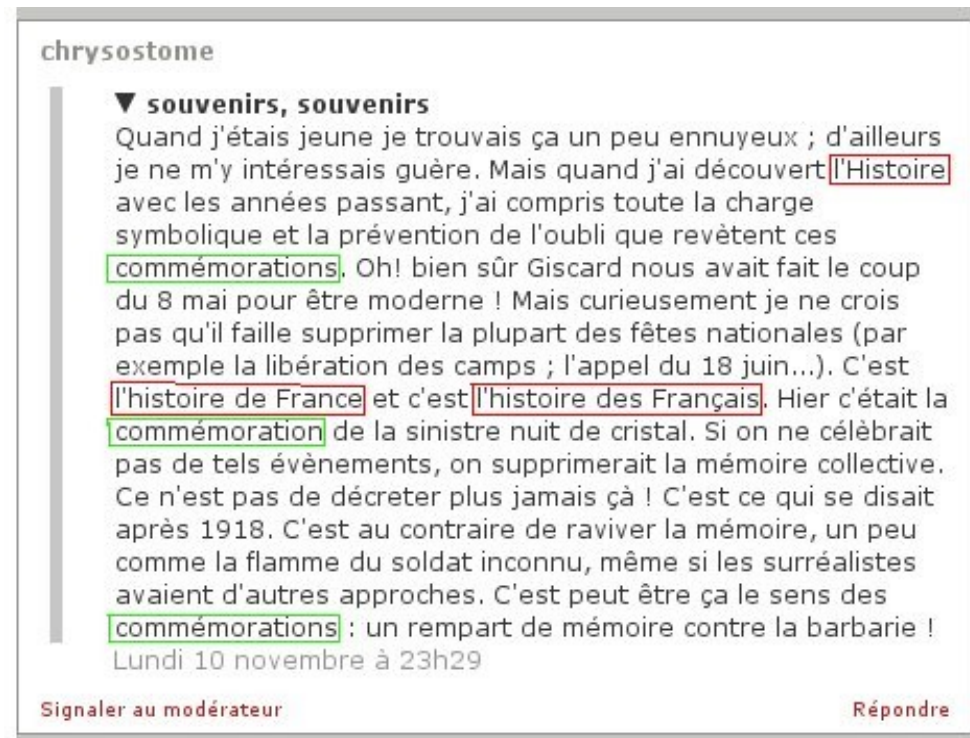 chrysostome
▼ souvenirs, souvenirs
Quand j'étais jeune je trouvais ça un peu ennuyeux ; d'ailleurs
je ne m'y intéressais guère. Mais quand j'ai découvert l'Histoire
avec les années passant, j'ai compris toute la charge
symbolique et la prévention de l'oubli que revètent ces
commémorations. Oh! bien sûr Giscard nous avait fait le coup
du 8 mai pour être moderne ! Mais curieusement je ne crois
pas qu'il faille supprimer la plupart des fêtes nationales (par
exemple la libération des camps ; l'appel du 18 juin...). C'est
l'histoire de France et c'est l'histoire des Français. Hier c'était la
commémoration de la sinistre nuit de cristal. Si on ne célèbrait
pas de tels évènements, on supprimerait la mémoire collective.
Ce n'est pas de décreter plus jamais çà ! C'est ce qui se disait
après 1918. C'est au contraire de raviver la mémoire, un peu
comme la flamme du soldat inconnu, même si les surréalistes
avaient d'autres approches. C'est peut être ça le sens des
commémorations : un rempart de mémoire contre la barbarie !
Lundi 10 novembre à 23h29
Signaler au modérateur Répondre